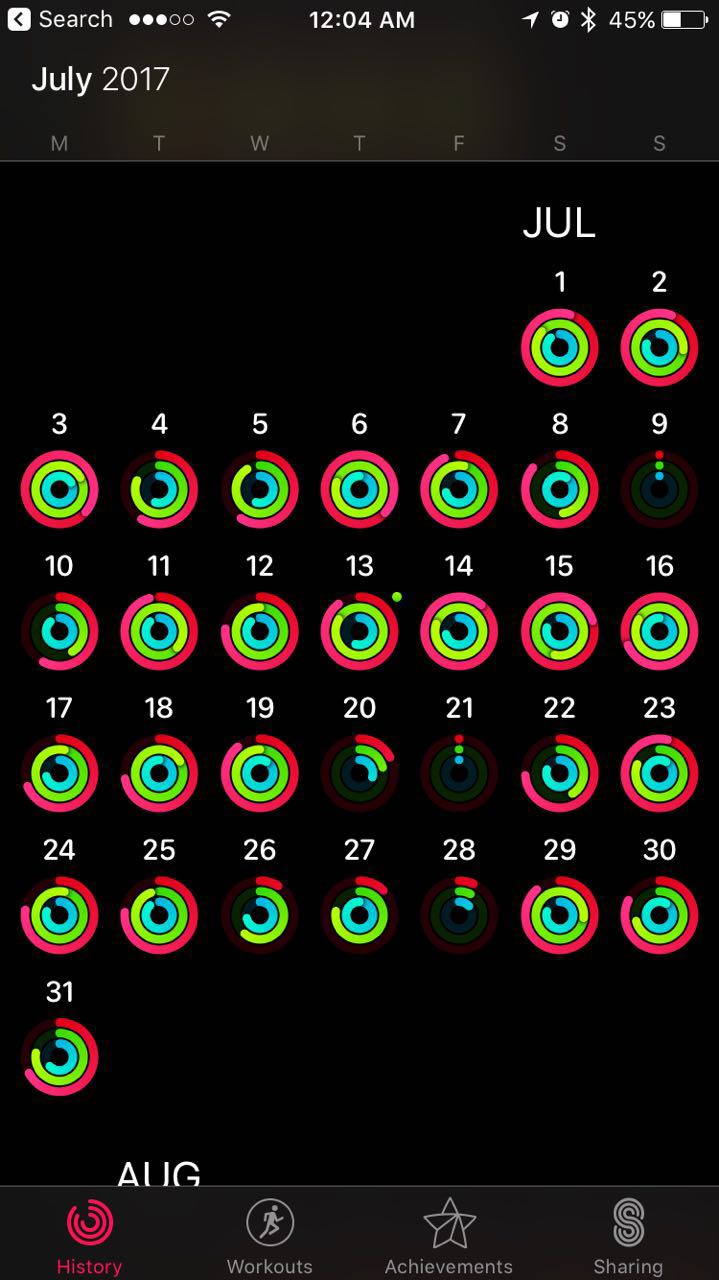 Search 12:04 AM 45%
July 2017
M T W T F S S
JUL
1 2
3 4 5 6 7 8 9
10 11 12 13 14 15 16
17 18 19 20 21 22 23
24 25 26 27 28 29 30
31
AUG
History Workouts Achievements Sharing